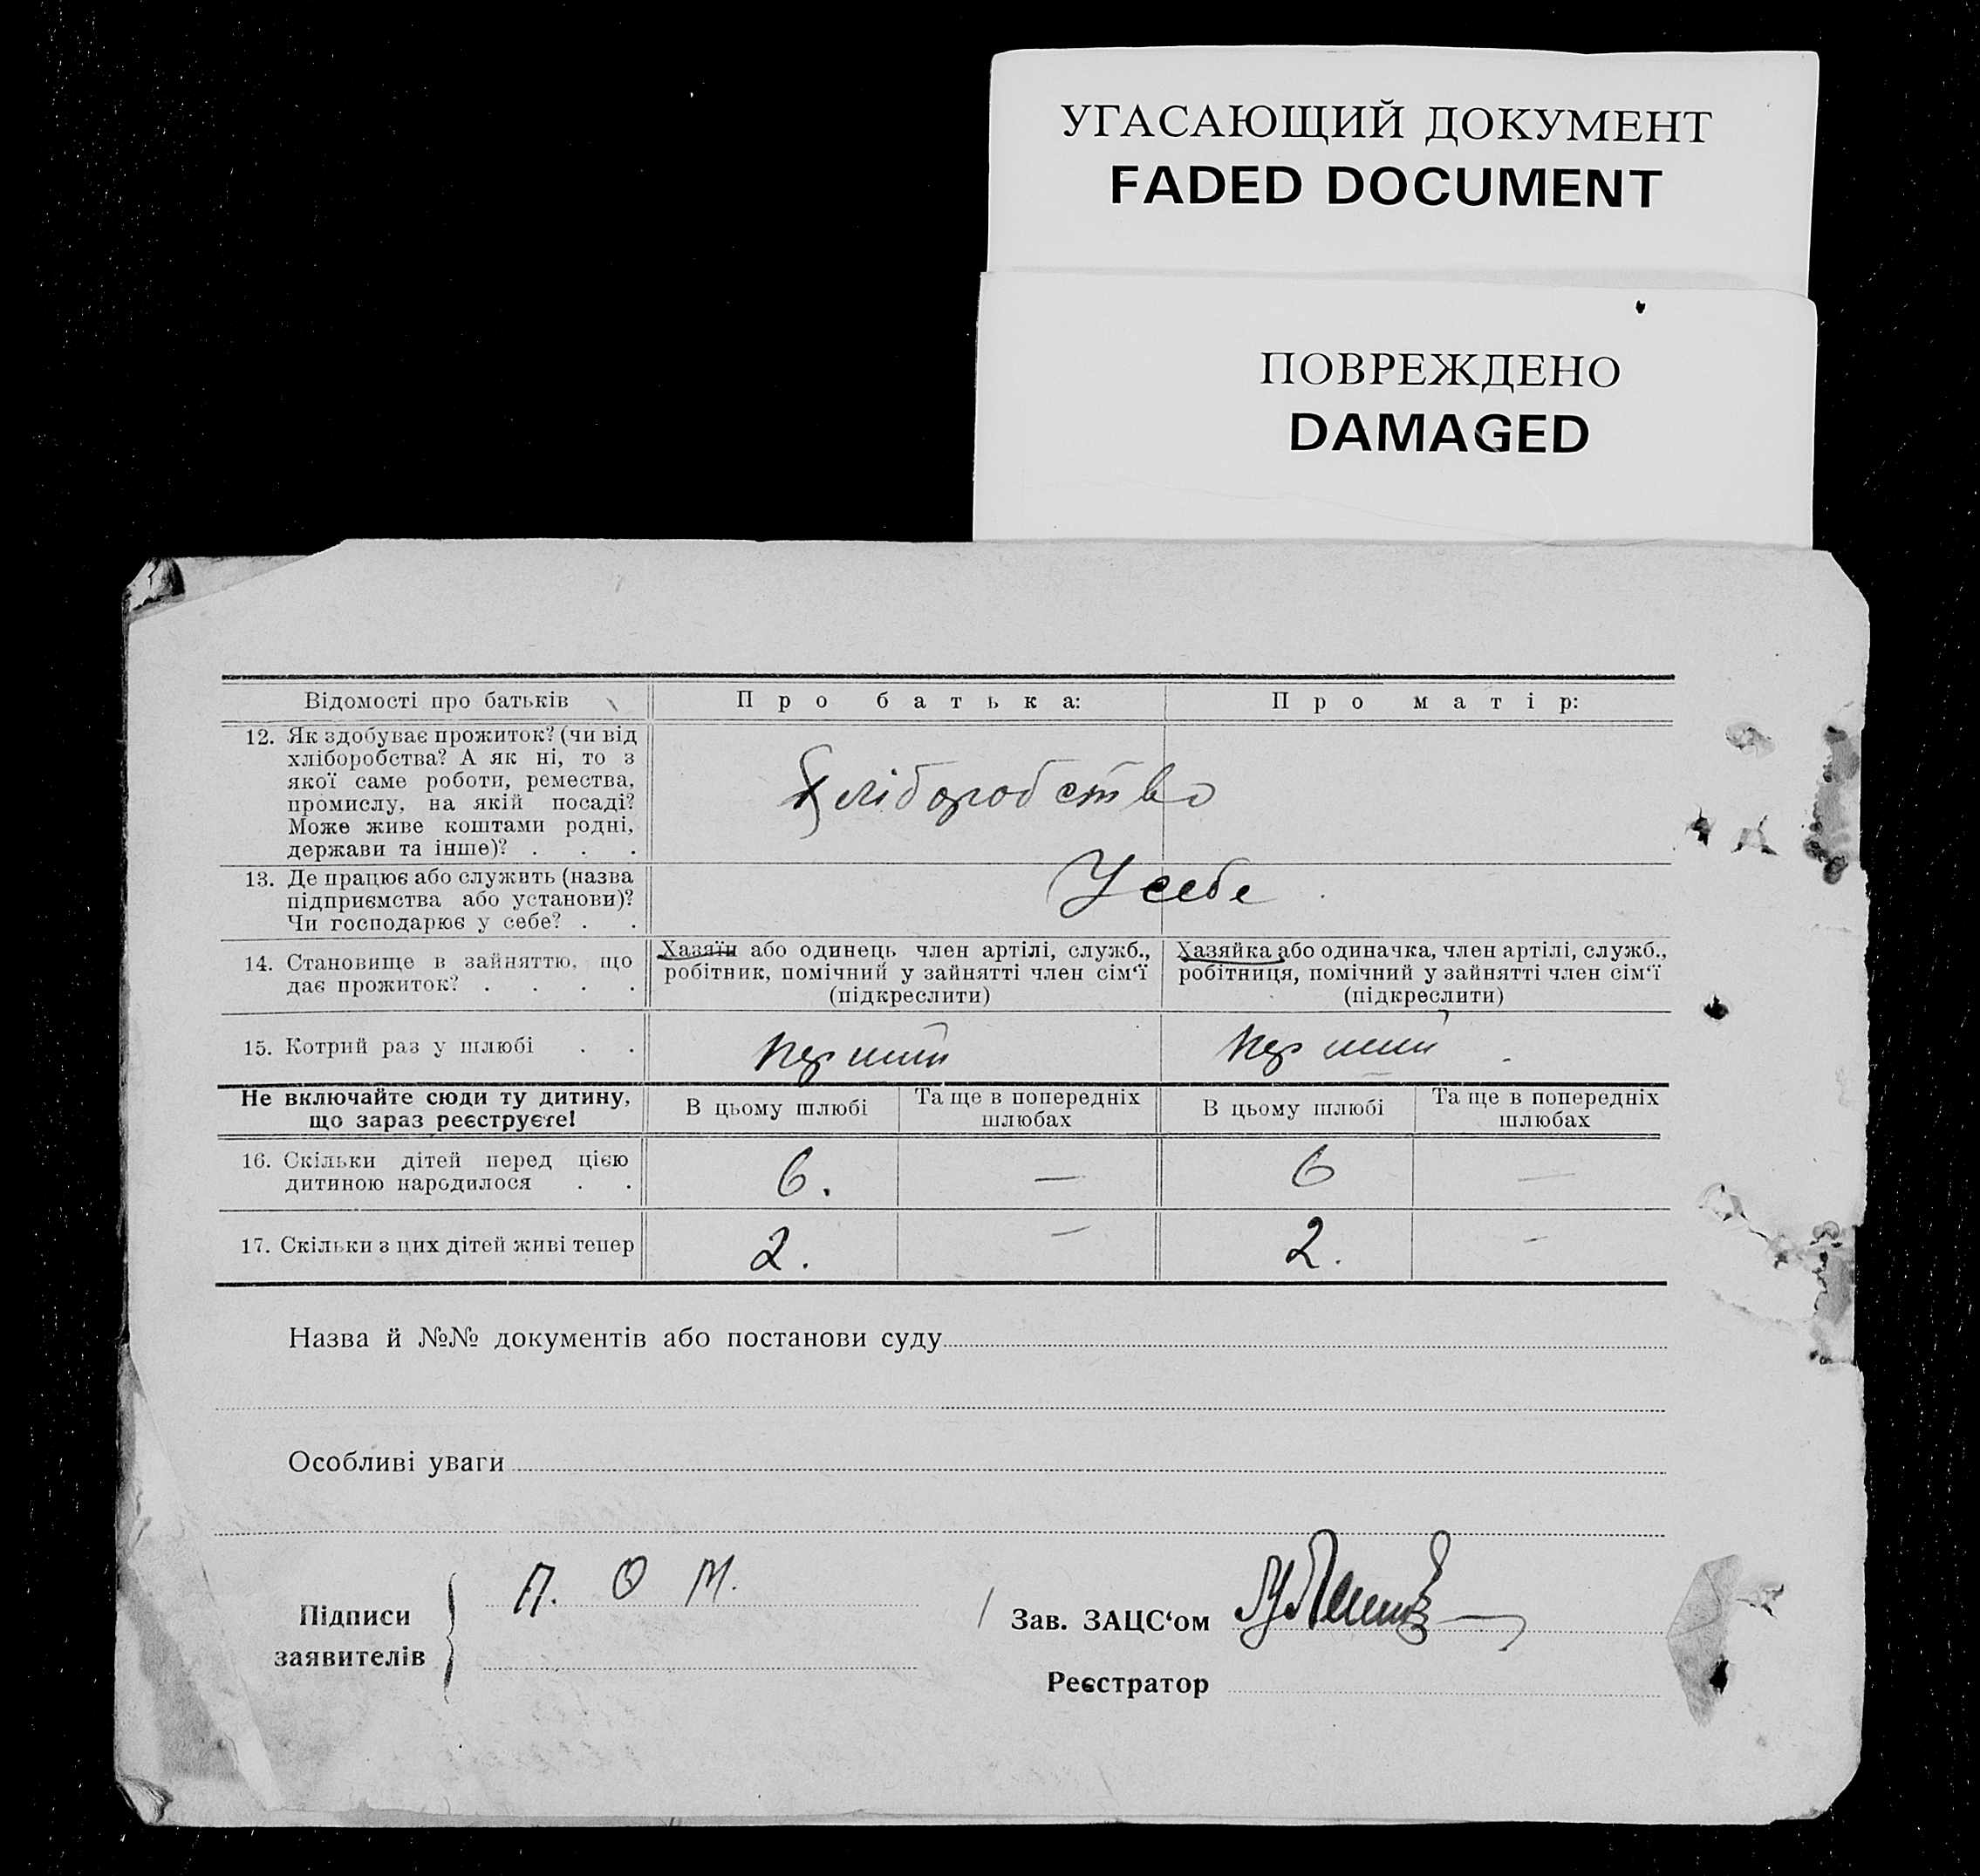 УГАСАЮЩИЙ ДОКУМЕНТ
FADED DOCUMENT
ПОВРЕЖДЕНО
DAMAGED
Відомості про батьків
Про батька:
Про матір:
12. Як здобуває прожиток? (чи від
хліборобства? А як ні, то з
якої саме роботи, ремества,
промислу, на якій посаді?
Може живе коштами родні,
держави та інше)? . . .
Хліборобство
13. Де працює або служить (назва
підприємства або установи)?
Чи господарює у себе? . .
У себе
14. Становище в зайняттю, що
дає прожиток? . . . .
Хазяїн або одинець член артілі, служб.,
робітник, помічний у зайнятті член сім‘ї
(підкреслити)
Хазяйка або одиначка, член артілі, служб.,
робітниця, помічний у зайнятті член сім‘ї
(підкреслити)
15. Котрий раз у шлюбі . .
перший
перший
Не включайте сюди ту дитину,
що зараз реєструєте!
В цьому шлюбі
Та ще в попередніх
шлюбах
В цьому шлюбі
Та ще в попередніх
шлюбах
16. Скільки дітей перед цією
дитиною народилося . .
6. — 6 —
17. Скільки з цих дітей живі тепер
2. — 2. —
Назва й №№ документів або постанови суду
Особливі уваги
Підписи
заявителів
П. О М.
Зав. ЗАЦС‘ом
Реєстратор